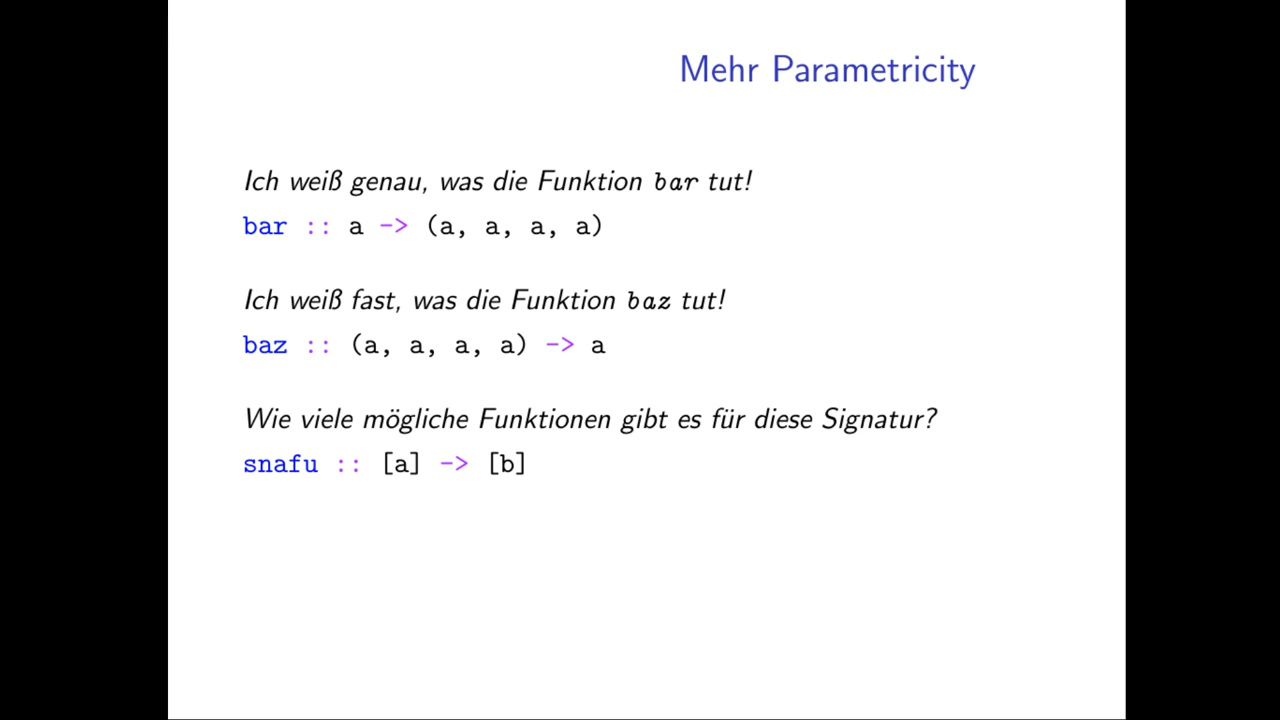 Mehr Parametricity
Ich weiß genau, was die Funktion bar tut!
bar :: a -> (a, a, a, a)
Ich weiß fast, was die Funktion baz tut!
baz :: (a, a, a, a) -> a
Wie viele mögliche Funktionen gibt es für diese Signatur?
snafu :: [a] -> [b]